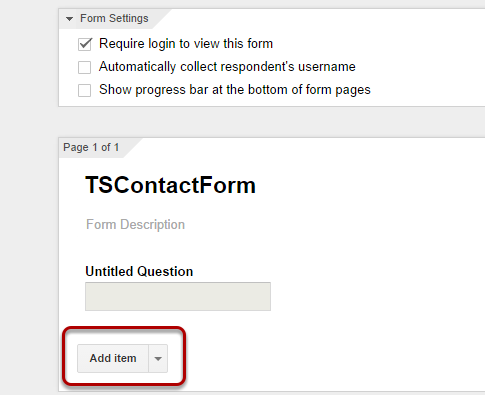 Form Settings
Require login to view this form
Automatically collect respondent's username
Show progress bar at the bottom of form pages
Page 1 of 1
TSContactForm
Form Description
Untitled Question
Add item